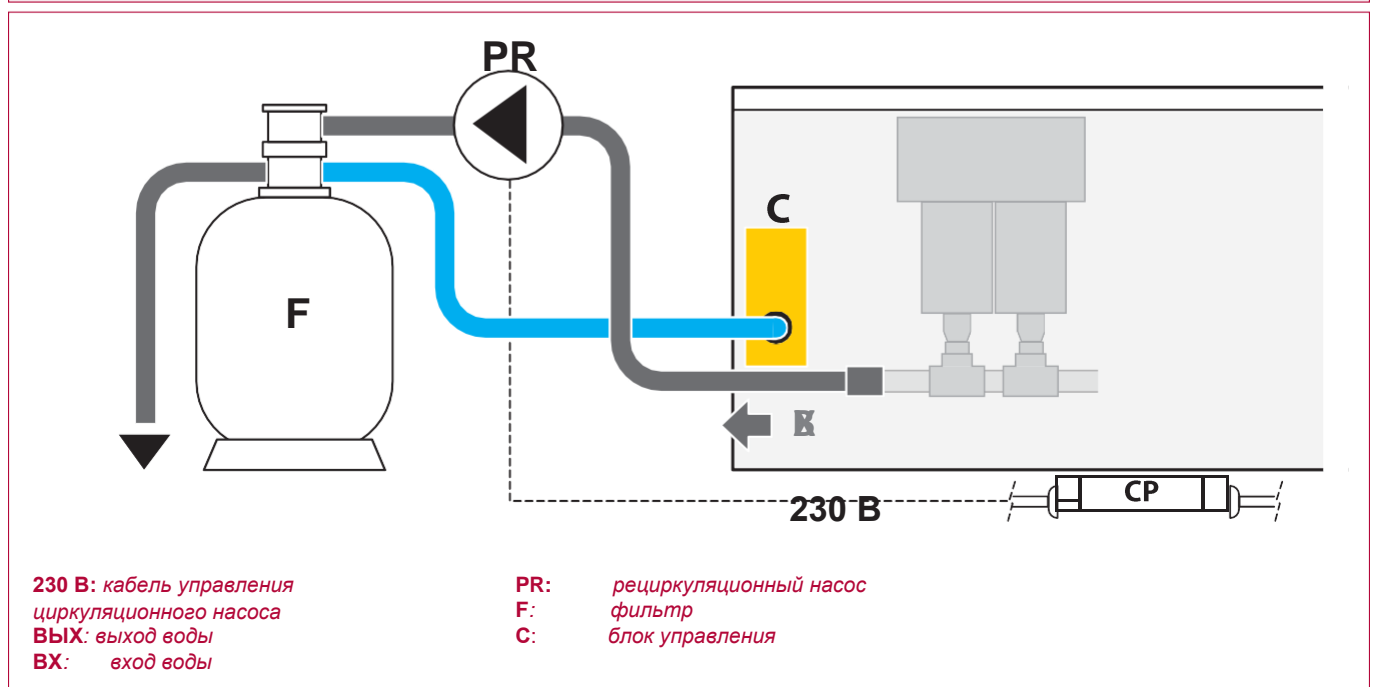 PR
C
F
230 В
CP
230 В: кабель управления
циркуляционного насоса
ВЫХ: выход воды
ВХ: вход воды
PR: рециркуляционный насос
F: фильтр
C: блок управления